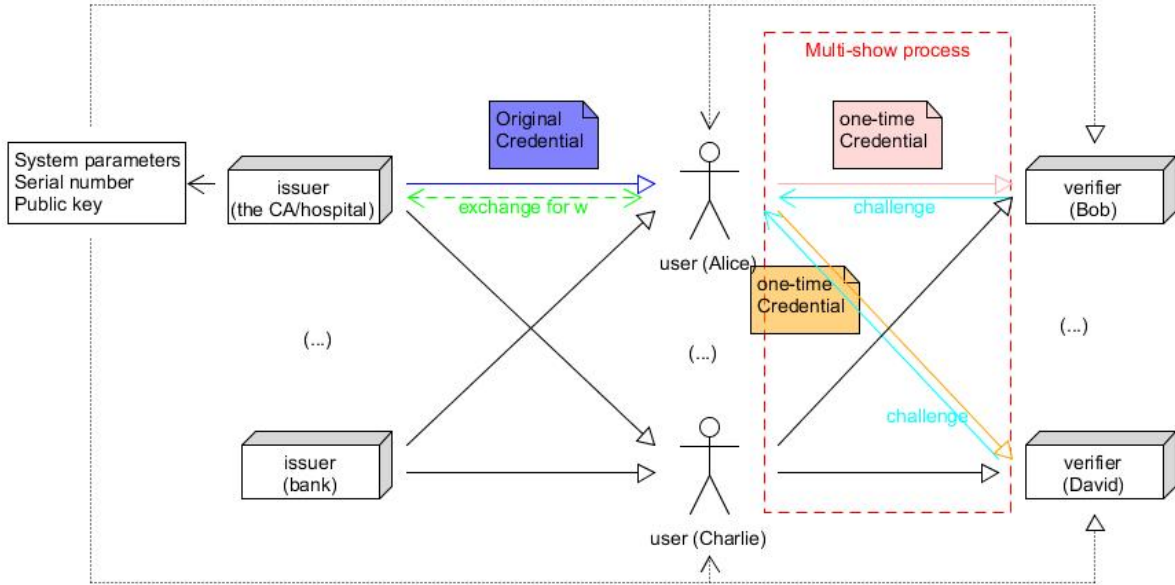 Multi-show process
Original
Credential
one-time
Credential
System parameters
Serial number
Public key
issuer
(the CA/hospital)
exchange for w
challenge
verifier
(Bob)
user (Alice)
one-time
Credential
(...)
(...)
(...)
challenge
issuer
(bank)
verifier
(David)
user (Charlie)